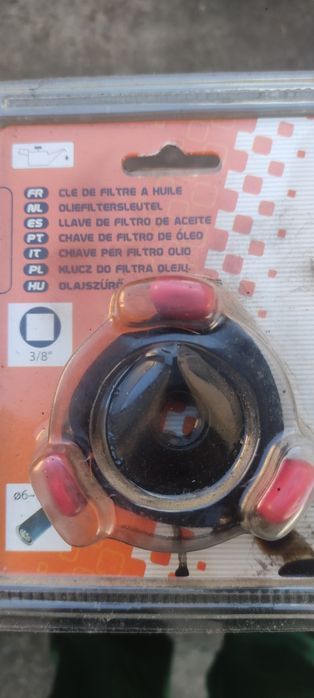 FR CLE DE FILTRE A HUILE
NL OLIEFILTERSLEUTEL
ES LLAVE DE FILTRO DE ACEITE
PT CHAVE DE FILTRO DE ÓLEO
IT CHIAVE PER FILTRO OLIO
PL KLUCZ DO FILTRA OLEJU
HU OLAJSZŰRŐ
3/8"
ø6-